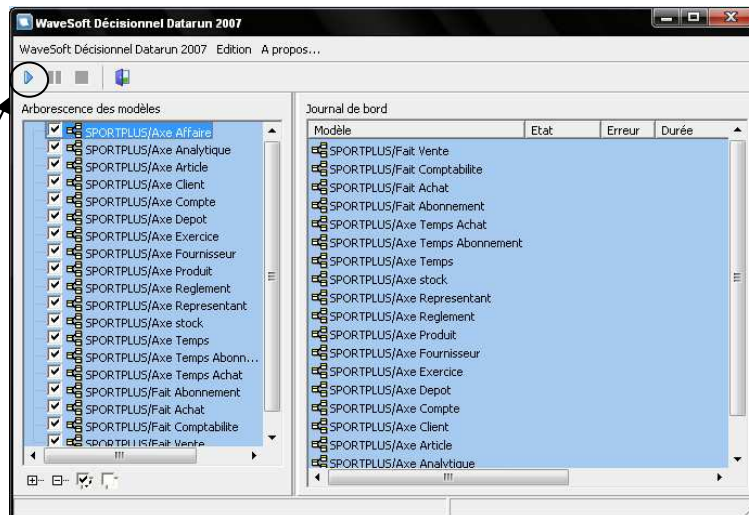 WaveSoft Décisionnel Datarun 2007
WaveSoft Décisionnel Datarun 2007 Edition A propos...
Arborescence des modèles
SPORTPLUS/Axe Affaire
SPORTPLUS/Axe Analytique
SPORTPLUS/Axe Article
SPORTPLUS/Axe Client
SPORTPLUS/Axe Compte
SPORTPLUS/Axe Depot
SPORTPLUS/Axe Exercice
SPORTPLUS/Axe Fournisseur
SPORTPLUS/Axe Produit
SPORTPLUS/Axe Reglement
SPORTPLUS/Axe Representant
SPORTPLUS/Axe stock
SPORTPLUS/Axe Temps
SPORTPLUS/Axe Temps Abonn...
SPORTPLUS/Axe Temps Achat
SPORTPLUS/Fait Abonnement
SPORTPLUS/Fait Achat
SPORTPLUS/Fait Comptabilite
SPORTPLUS/Fait Vente
Journal de bord
Modèle Etat Erreur Durée
SPORTPLUS/Fait Vente
SPORTPLUS/Fait Comptabilite
SPORTPLUS/Fait Achat
SPORTPLUS/Fait Abonnement
SPORTPLUS/Axe Temps Achat
SPORTPLUS/Axe Temps Abonnement
SPORTPLUS/Axe Temps
SPORTPLUS/Axe stock
SPORTPLUS/Axe Representant
SPORTPLUS/Axe Reglement
SPORTPLUS/Axe Produit
SPORTPLUS/Axe Fournisseur
SPORTPLUS/Axe Exercice
SPORTPLUS/Axe Depot
SPORTPLUS/Axe Compte
SPORTPLUS/Axe Client
SPORTPLUS/Axe Article
SPORTPLUS/Axe Analytique